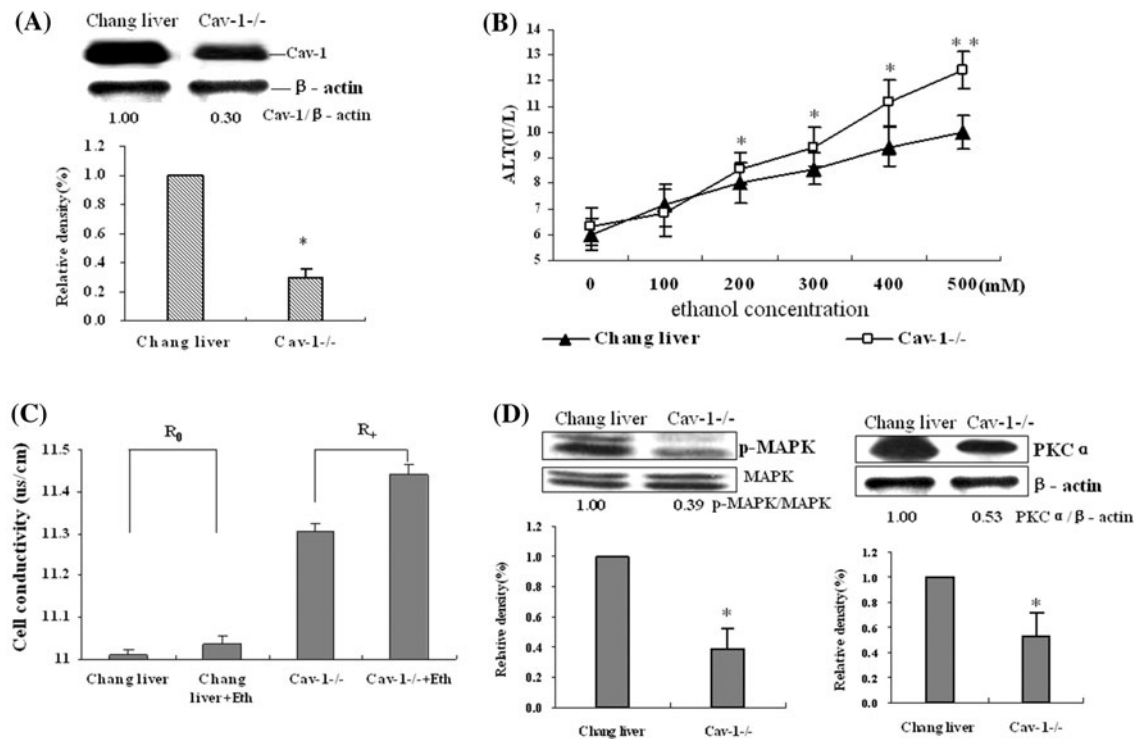 (A)
Chang liver Cav-1-/-
Cav-1
β - actin
1.00 0.30 Cav-1/β - actin
Relative density(%)
1.2
1.0
0.8
0.6
0.4
0.2
0.0
*
Chang liver Cav-1-/-
(B)
ALT(U/L)
14
13
12
11
10
9
8
7
6
5
* * * * *
0 100 200 300 400 500(mM)
ethanol concentration
Chang liver Cav-1-/-
(C)
Cell conductivity (us/cm)
11.5
11.4
11.3
11.2
11.1
11
R0 R+
Chang liver Chang liver+Eth Cav-1-/- Cav-1-/-+Eth
(D)
Chang liver Cav-1-/-
p-MAPK
MAPK
1.00 0.39 p-MAPK/MAPK
Relative density(%)
1.2
1.0
0.8
0.6
0.4
0.2
0.0
*
Chang liver Cav-1-/-
Chang liver Cav-1-/-
PKC α
β - actin
1.00 0.53 PKC α/β - actin
Relative density(%)
1.2
1.0
0.8
0.6
0.4
0.2
0.0
*
Chang liver Cav-1-/-